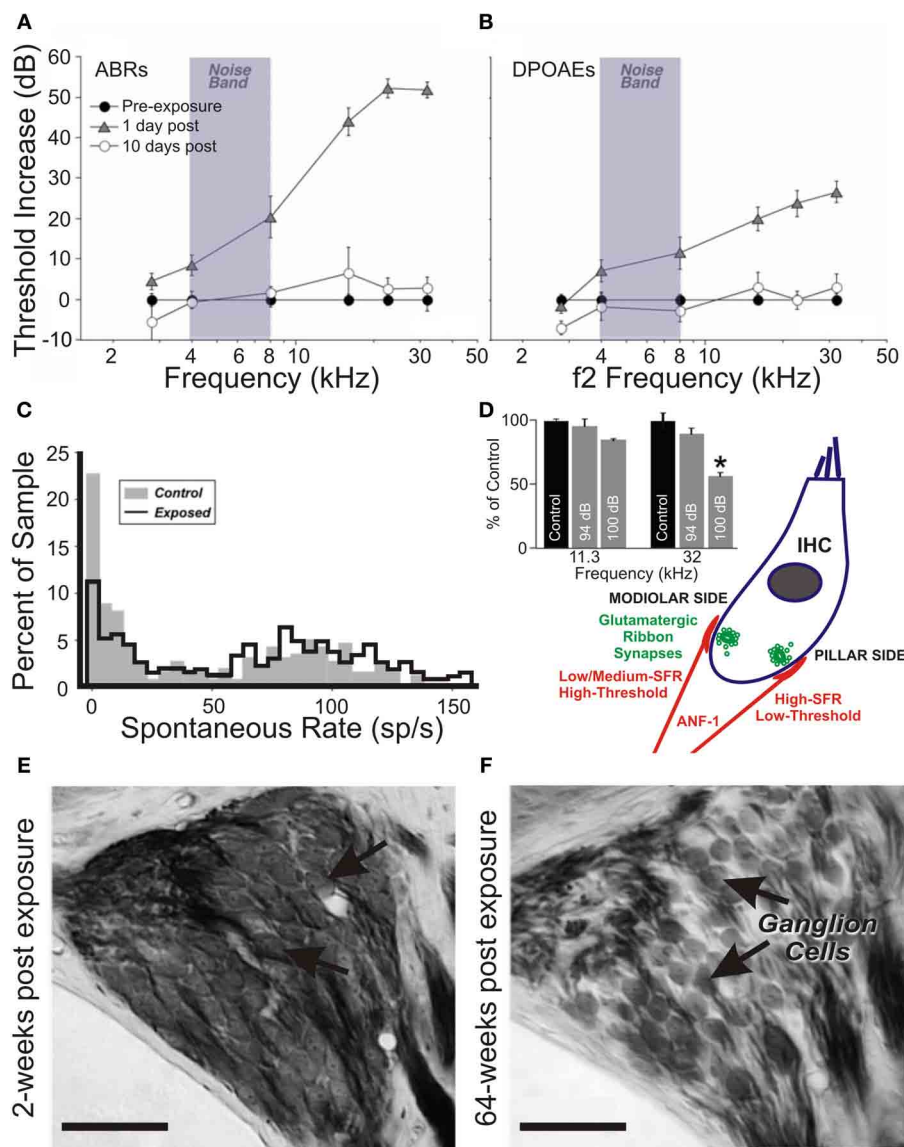 A
ABRs
Noise
Band
Pre-exposure
1 day post
10 days post
Threshold Increase (dB)
60
50
40
30
20
10
0
-10
2
4
6
8
10
20
30
50
Frequency (kHz)
B
DPOAEs
Noise
Band
2
4
6
8
10
20
30
50
f2 Frequency (kHz)
C
Percent of Sample
25
20
15
10
5
0
Control
Exposed
0
50
100
150
Spontaneous Rate (sp/s)
D
% of Control
100
50
0
Control
94 dB
100 dB
Control
94 dB
100 dB
*
11.3
32
Frequency (kHz)
IHC
MODIOLAR SIDE
Glutamatergic
Ribbon
Synapses
PILLAR SIDE
Low/Medium-SFR
High-Threshold
High-SFR
Low-Threshold
ANF-1
E
2-weeks post exposure
F
64-weeks post exposure
Ganglion
Cells